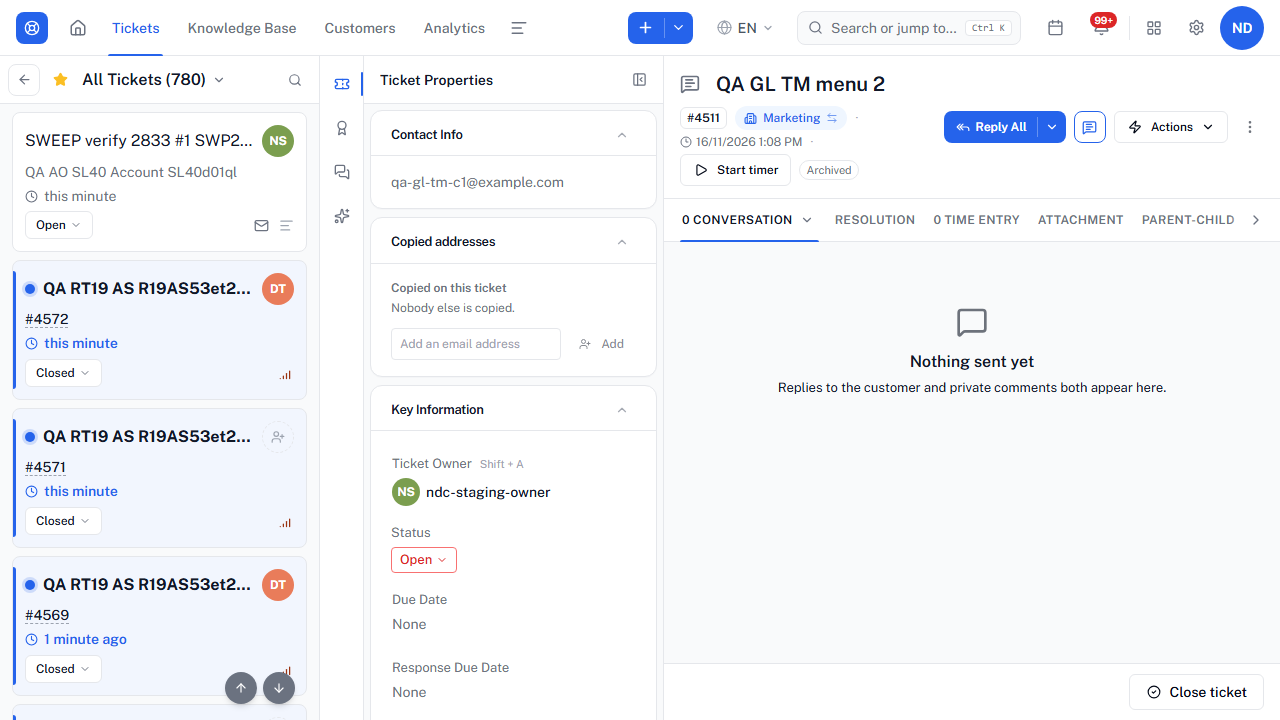 Tickets
Knowledge Base
Customers
Analytics
EN
Search or jump to...
Ctrl K
99+
ND
All Tickets (780)
SWEEP verify 2833 #1 SWP2...
NS
QA AO SL40 Account SL40d01ql
this minute
Open
QA RT19 AS R19AS53et2...
DT
#4572
this minute
Closed
QA RT19 AS R19AS53et2...
#4571
this minute
Closed
QA RT19 AS R19AS53et2...
DT
#4569
1 minute ago
Closed
Ticket Properties
Contact Info
qa-gl-tm-c1@example.com
Copied addresses
Copied on this ticket
Nobody else is copied.
Add an email address
Add
Key Information
Ticket Owner Shift + A
NS ndc-staging-owner
Status
Open
Due Date
None
Response Due Date
None
QA GL TM menu 2
#4511
Marketing
·
16/11/2026 1:08 PM ·
Start timer
Archived
Reply All
Actions
0 CONVERSATION
RESOLUTION
0 TIME ENTRY
ATTACHMENT
PARENT-CHILD
Nothing sent yet
Replies to the customer and private comments both appear here.
Close ticket